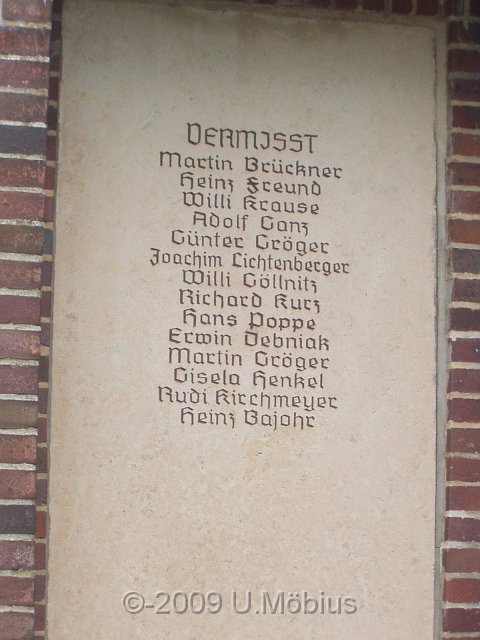 VERMISST
Martin Brückner
Heinz Freund
Willi Krause
Adolf Ganz
Günter Gröger
Joachim Lichtenberger
Willi Göllnitz
Richard Kurz
Hans Poppe
Erwin Debniak
Martin Gröger
Gisela Henkel
Rudi Kirchmeyer
Heinz Bajohr
©-2009 U.Möbius